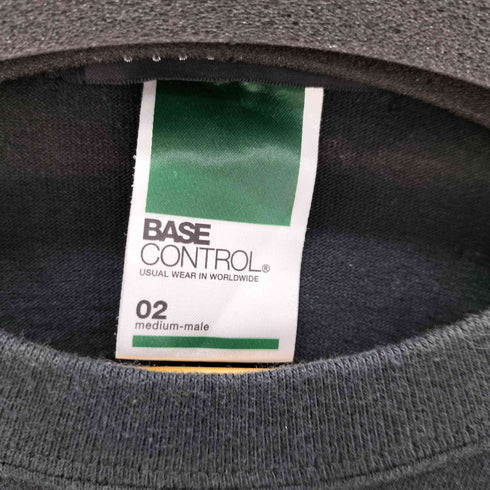 BASE
CONTROL®
USUAL WEAR IN WORLDWIDE
02
medium-male